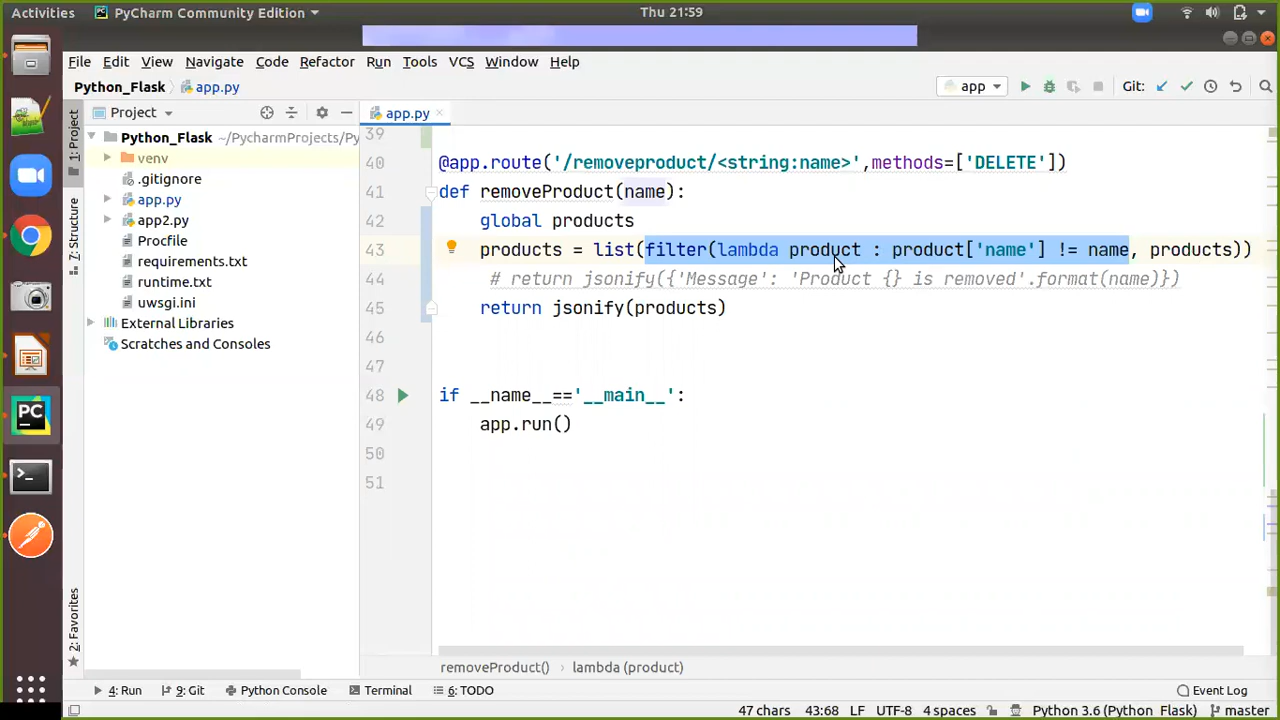 Activities PyCharm Community Edition Thu 21:59
File Edit View Navigate Code Refactor Run Tools VCS Window Help
Python_Flask app.py app Git:
Project app.py
1: Project
7: Structure
2: Favorites
Python_Flask ~/PycharmProjects/Py
venv
.gitignore
app.py
app2.py
Procfile
requirements.txt
runtime.txt
uwsgi.ini
External Libraries
Scratches and Consoles
39
40 @app.route('/removeproduct/<string:name>',methods=['DELETE'])
41 def removeProduct(name):
42 global products
43 products = list(filter(lambda product : product['name'] != name, products))
44 # return jsonify({'Message': 'Product {} is removed'.format(name)})
45 return jsonify(products)
46
47
48 if __name__=='__main__':
49 app.run()
50
51
removeProduct() lambda (product)
4: Run 9: Git Python Console Terminal 6: TODO Event Log
47 chars 43:68 LF UTF-8 4 spaces Python 3.6 (Python_Flask) master